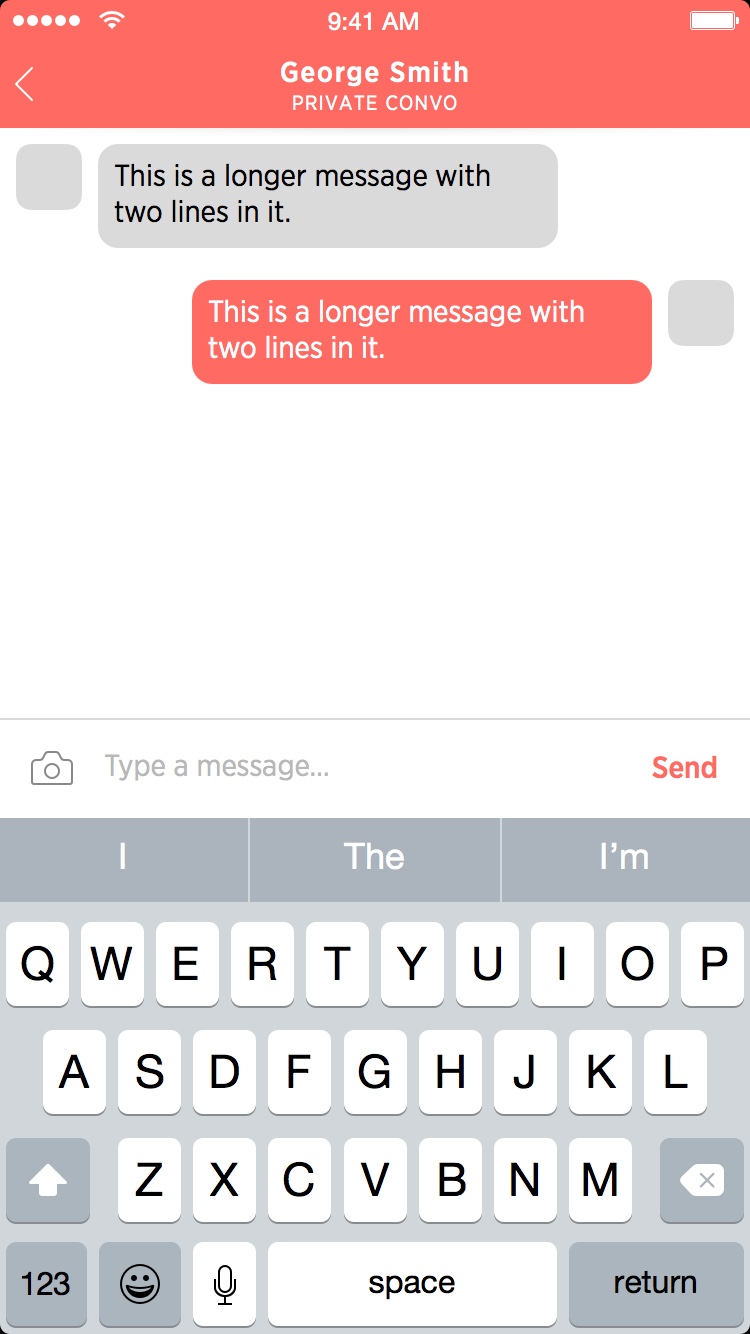 9:41 AM
George Smith
PRIVATE CONVO
This is a longer message with
two lines in it.
This is a longer message with
two lines in it.
Type a message...
Send
I The I’m
Q W E R T Y U I O P
A S D F G H J K L
Z X C V B N M
123 space return